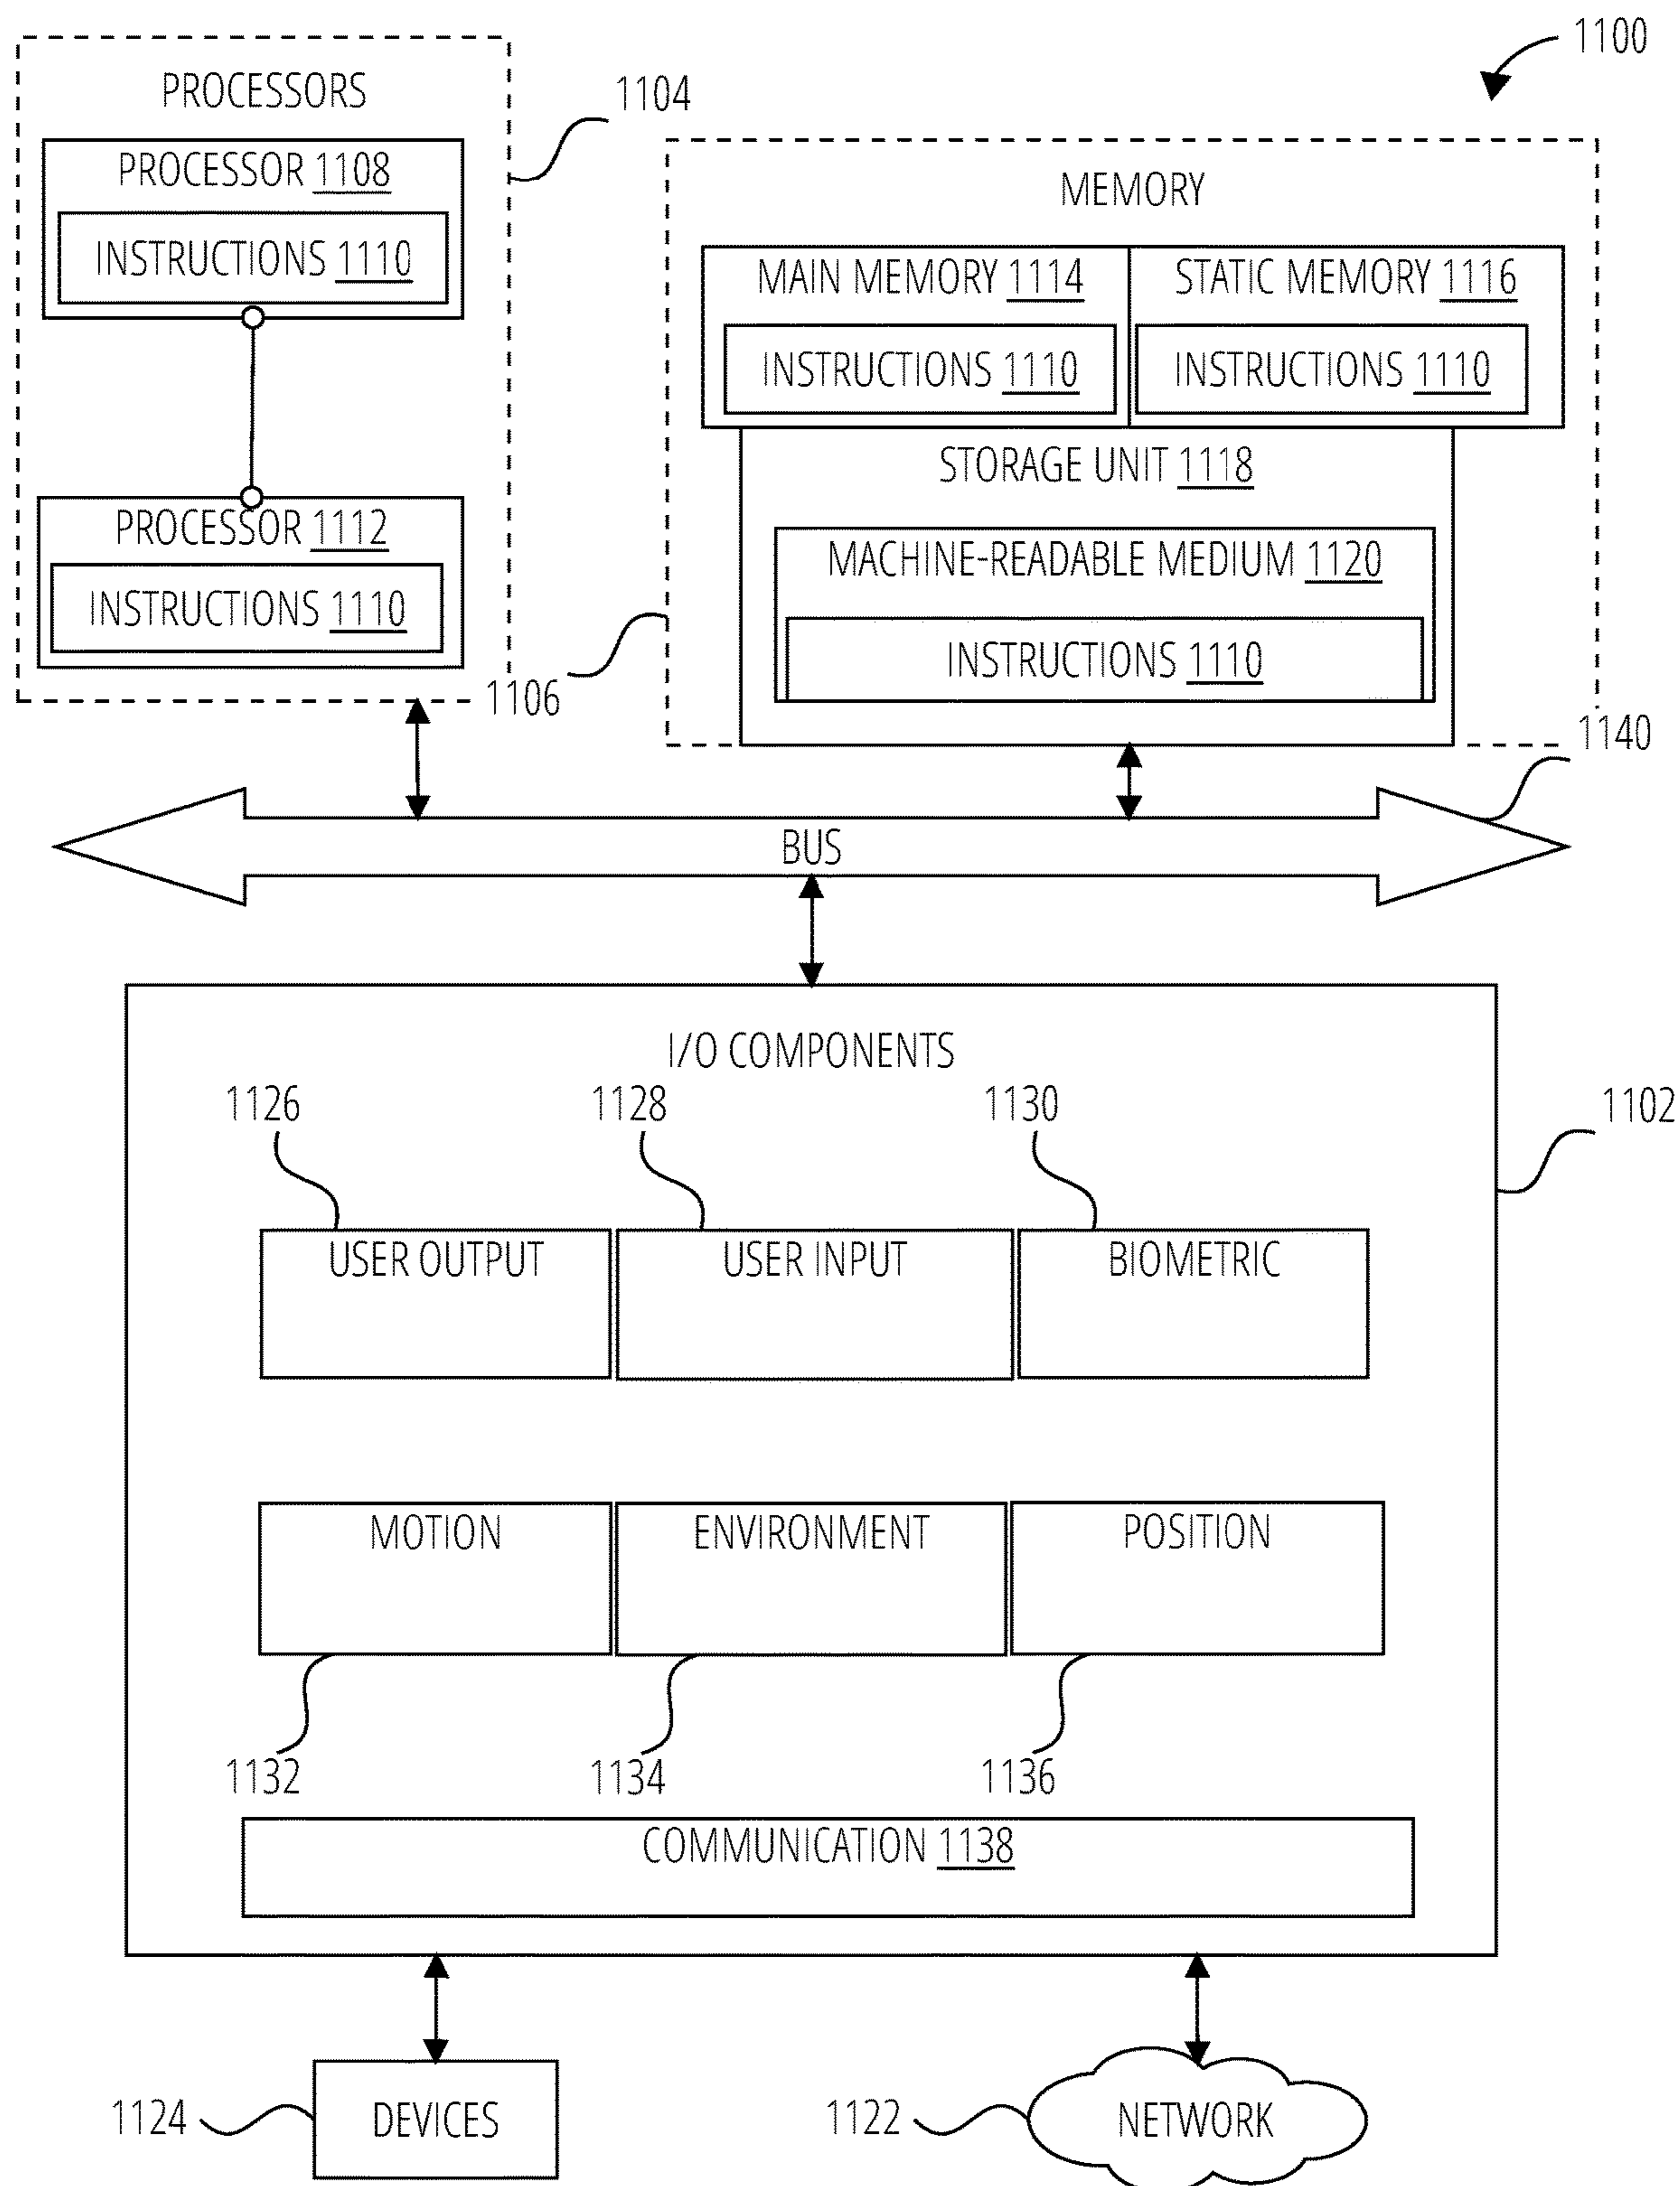 1100
PROCESSORS
1104
PROCESSOR 1108
INSTRUCTIONS 1110
MEMORY
MAIN MEMORY 1114
STATIC MEMORY 1116
INSTRUCTIONS 1110
INSTRUCTIONS 1110
STORAGE UNIT 1118
PROCESSOR 1112
INSTRUCTIONS 1110
MACHINE-READABLE MEDIUM 1120
INSTRUCTIONS 1110
1106
1140
BUS
I/O COMPONENTS
1126
1128
1130
1102
USER OUTPUT
USER INPUT
BIOMETRIC
MOTION
ENVIRONMENT
POSITION
1132
1134
1136
COMMUNICATION 1138
1124
DEVICES
1122
NETWORK